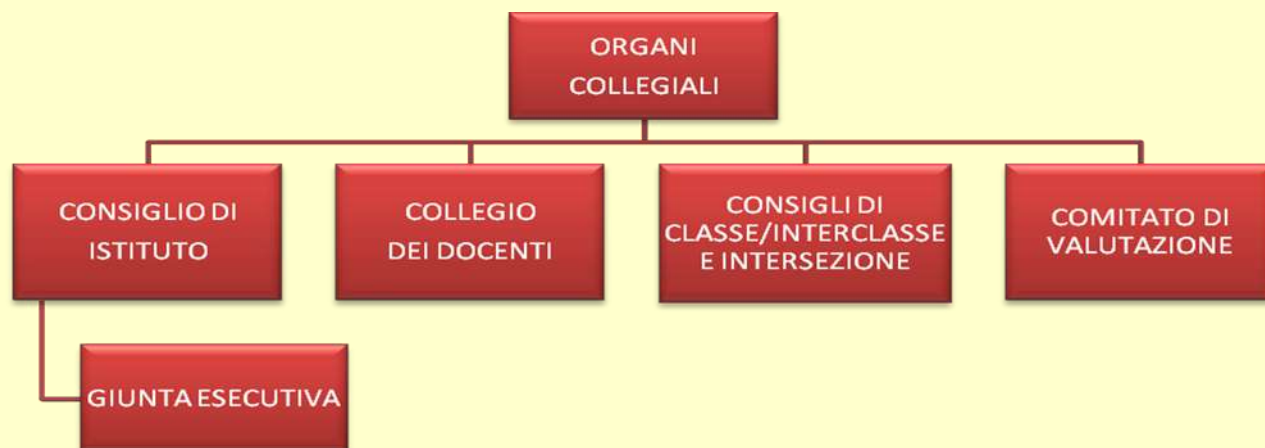 ORGANI
COLLEGIALI
CONSIGLIO DI
ISTITUTO
COLLEGIO
DEI DOCENTI
CONSIGLI DI
CLASSE/INTERCLASSE
E INTERSEZIONE
COMITATO DI
VALUTAZIONE
GIUNTA ESECUTIVA